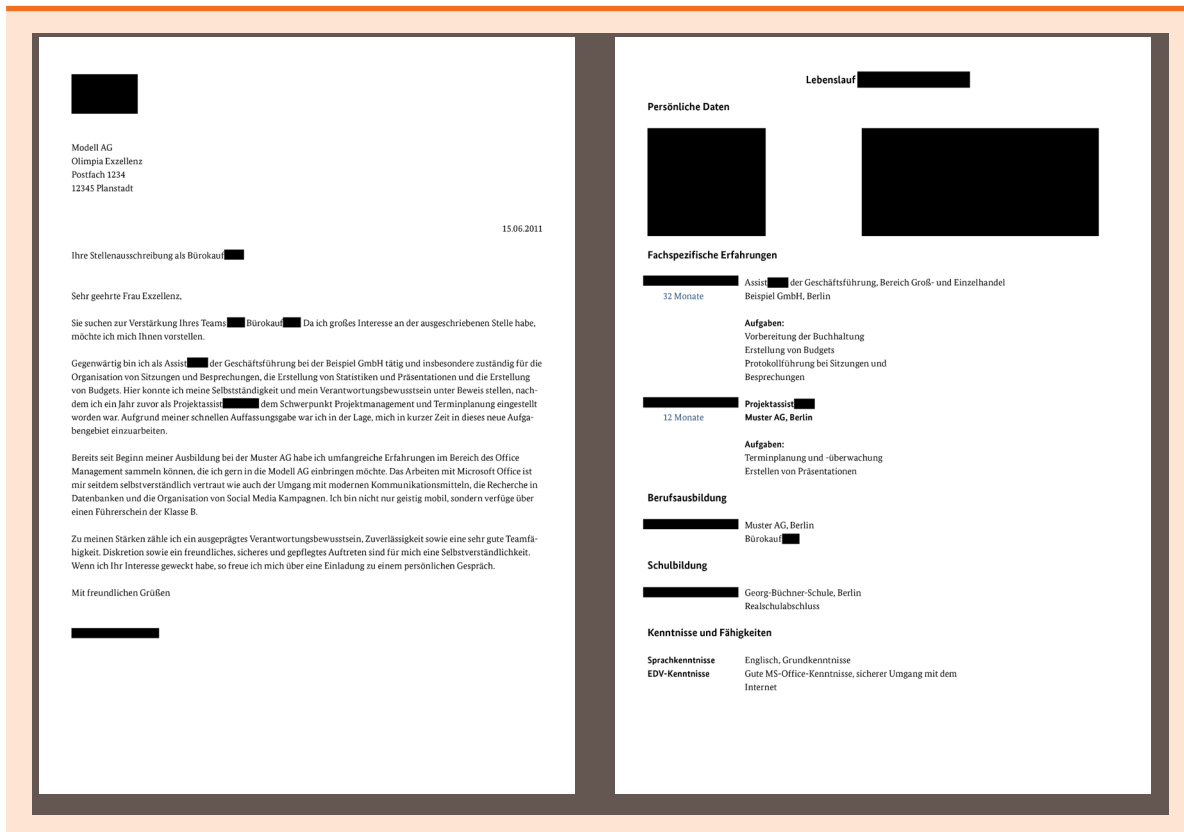 Modell AG
Olimpia Exzellenz
Postfach 1234
12345 Planstadt
15.06.2011
Ihre Stellenausschreibung als Bürokauf
Sehr geehrte Frau Exzellenz,
Sie suchen zur Verstärkung Ihres Teams Bürokauf Da ich großes Interesse an der ausgeschriebenen Stelle habe,
möchte ich mich Ihnen vorstellen.
Gegenwärtig bin ich als Assist der Geschäftsführung bei der Beispiel GmbH tätig und insbesondere zuständig für die
Organisation von Sitzungen und Besprechungen, die Erstellung von Statistiken und Präsentationen und die Erstellung
von Budgets. Hier konnte ich meine Selbstständigkeit und mein Verantwortungsbewusstsein unter Beweis stellen, nach-
dem ich ein Jahr zuvor als Projektassist dem Schwerpunkt Projektmanagement und Terminplanung eingestellt
worden war. Aufgrund meiner schnellen Auffassungsgabe war ich in der Lage, mich in kurzer Zeit in dieses neue Aufga-
bengebiet einzuarbeiten.
Bereits seit Beginn meiner Ausbildung bei der Muster AG habe ich umfangreiche Erfahrungen im Bereich des Office
Management sammeln können, die ich gern in die Modell AG einbringen möchte. Das Arbeiten mit Microsoft Office ist
mir seitdem selbstverständlich vertraut wie auch der Umgang mit modernen Kommunikationsmitteln, die Recherche in
Datenbanken und die Organisation von Social Media Kampagnen. Ich bin nicht nur geistig mobil, sondern verfüge über
einen Führerschein der Klasse B.
Zu meinen Stärken zähle ich ein ausgeprägtes Verantwortungsbewusstsein, Zuverlässigkeit sowie eine sehr gute Teamfä-
higkeit. Diskretion sowie ein freundliches, sicheres und gepflegtes Auftreten sind für mich eine Selbstverständlichkeit.
Wenn ich Ihr Interesse geweckt habe, so freue ich mich über eine Einladung zu einem persönlichen Gespräch.
Mit freundlichen Grüßen
Lebenslauf
Persönliche Daten
Fachspezifische Erfahrungen
Assist der Geschäftsführung, Bereich Groß- und Einzelhandel
32 Monate Beispiel GmbH, Berlin
Aufgaben:
Vorbereitung der Buchhaltung
Erstellung von Budgets
Protokollführung bei Sitzungen und
Besprechungen
Projektassist
12 Monate Muster AG, Berlin
Aufgaben:
Terminplanung und -überwachung
Erstellen von Präsentationen
Berufsausbildung
Muster AG, Berlin
Bürokauf
Schulbildung
Georg-Büchner-Schule, Berlin
Realschulabschluss
Kenntnisse und Fähigkeiten
Sprachkenntnisse Englisch, Grundkenntnisse
EDV-Kenntnisse Gute MS-Office-Kenntnisse, sicherer Umgang mit dem
Internet